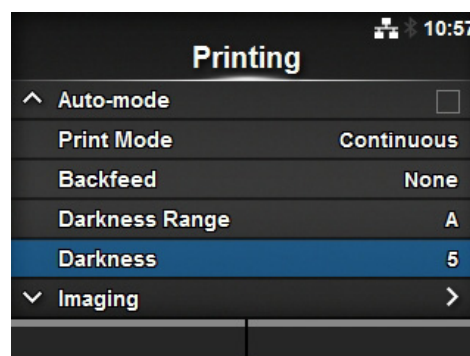 10:57
Printing
Auto-mode
Print Mode Continuous
Backfeed None
Darkness Range A
Darkness 5
Imaging